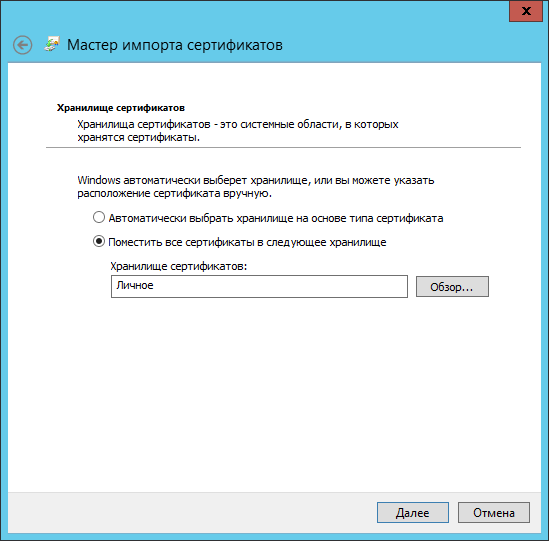 Мастер импорта сертификатов
Хранилище сертификатов
Хранилища сертификатов - это системные области, в которых
хранятся сертификаты.
Windows автоматически выберет хранилище, или вы можете указать
расположение сертификата вручную.
Автоматически выбрать хранилище на основе типа сертификата
Поместить все сертификаты в следующее хранилище
Хранилище сертификатов:
Личное
Обзор...
Далее
Отмена